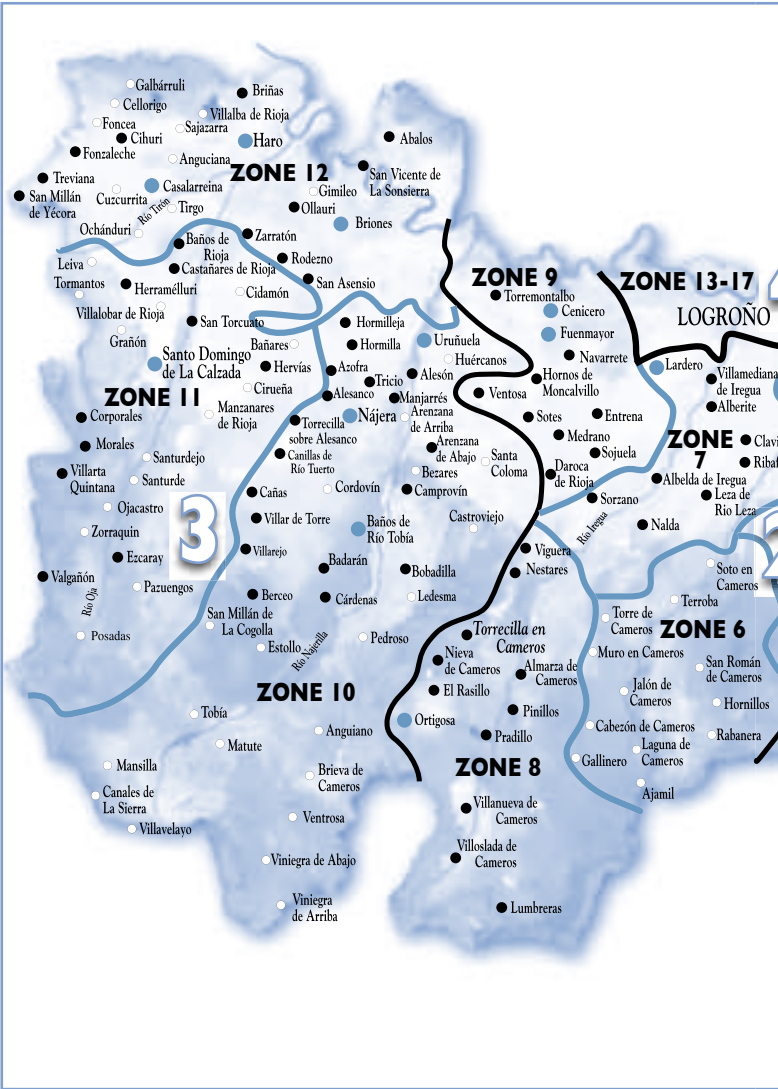 Galbárruli
Cellorigo
Briñas
Foncea
Villalba de Rioja
Sajazarra
Cihuri
Haro
Abalos
Fonzaleche
Anguciana
ZONE 12
San Vicente de
La Sonsierra
Treviana
Casalarreina
San Millán
de Yécora
Cuzcurrita
Gimileo
Río Tirón
Tirgo
Ollauri
Ochánduri
Briones
Baños de
Rioja
Zarratón
Leiva
Castañares de Rioja
Rodezno
Tormantos
Herramélluri
Cidamón
San Asensio
ZONE 9
ZONE 13-17
Torremontalbo
Cenicero
LOGROÑO
Villalobar de Rioja
San Torcuato
Hormilleja
Fuenmayor
Grañón
Bañares
Hormilla
Uruñuela
Navarrete
Santo Domingo
de La Calzada
Hervías
Azofra
Huércanos
Lardero
Tricio
Alesón
Hornos de
Moncalvillo
Villamediana
de Iregua
ZONE 11
Cirueña
Alesanco
Manjarrés
Ventosa
Alberite
Corporales
Manzanares
de Rioja
Nájera
Arenzana
de Arriba
Sotes
Entrena
Torrecilla
sobre Alesanco
Medrano
ZONE
7
Clavi
Morales
Arenzana
de Abajo
Santa
Coloma
Sojuela
Santurdejo
Canillas de
Río Tuerto
Ribaf
Villarta
Quintana
Santurde
Bezares
Daroca
de Rioja
Albelda de Iregua
Cañas
Cordovín
Camprovín
Sorzano
Leza de
Rio Leza
Ojacastro
3
Zorraquin
Villar de Torre
Baños de
Río Tobía
Castroviejo
Río Iregua
Nalda
Ezcaray
Villarejo
Badarán
Viguera
2
Valgañón
Pazuengos
Bobadilla
Nestares
Soto en
Cameros
Río Oja
Berceo
Cárdenas
Ledesma
Terroba
San Millán de
La Cogolla
Torre de
Cameros
ZONE 6
Posadas
Estollo
Río Najerilla
Pedroso
Torrecilla en
Cameros
Muro en Cameros
Nieva
de Cameros
Almarza de
Cameros
San Román
de Cameros
ZONE 10
El Rasillo
Jalón de
Cameros
Hornillos
Tobía
Ortigosa
Pinillos
Anguiano
Cabezón de Cameros
Matute
Pradillo
Rabanera
Laguna de
Cameros
Mansilla
Brieva de
Cameros
ZONE 8
Gallinero
Canales de
La Sierra
Ajamil
Villanueva de
Cameros
Ventrosa
Villavelayo
Villoslada de
Cameros
Viniegra de Abajo
Viniegra
de Arriba
Lumbreras